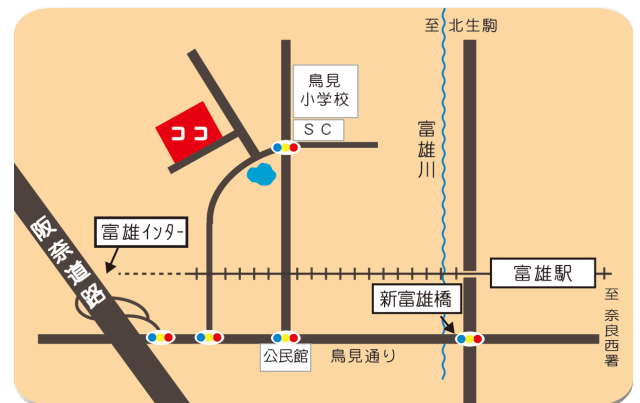 至 北生駒
鳥見
小学校
SC
ココ
富雄川
阪奈道路
富雄ｲﾝﾀｰ
富雄駅
新富雄橋
至 奈良西署
公民館
鳥見通り